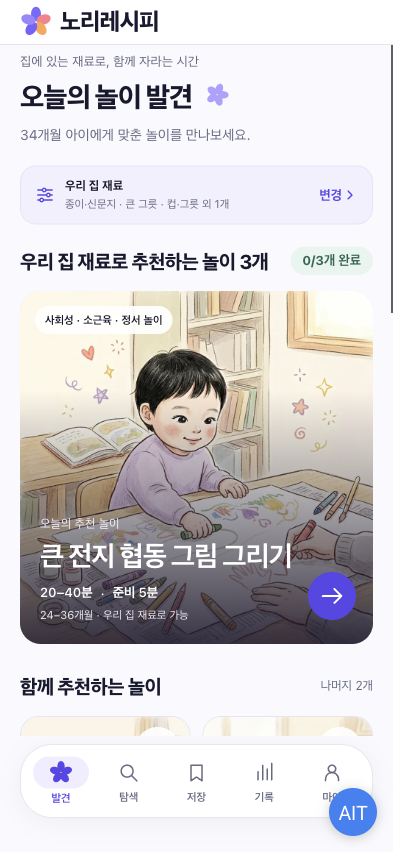 노리레시피
집에 있는 재료로, 함께 자라는 시간
오늘의 놀이 발견
34개월 아이에게 맞춘 놀이를 만나보세요.
우리 집 재료
종이·신문지 · 큰 그릇 · 컵·그릇 외 1개
변경
우리 집 재료로 추천하는 놀이 3개
0/3개 완료
사회성 · 소근육 · 정서 놀이
오늘의 추천 놀이
큰 전지 협동 그림 그리기
20–40분 · 준비 5분
24–36개월 · 우리 집 재료로 가능
함께 추천하는 놀이
나머지 2개
발견
탐색
저장
기록
AIT